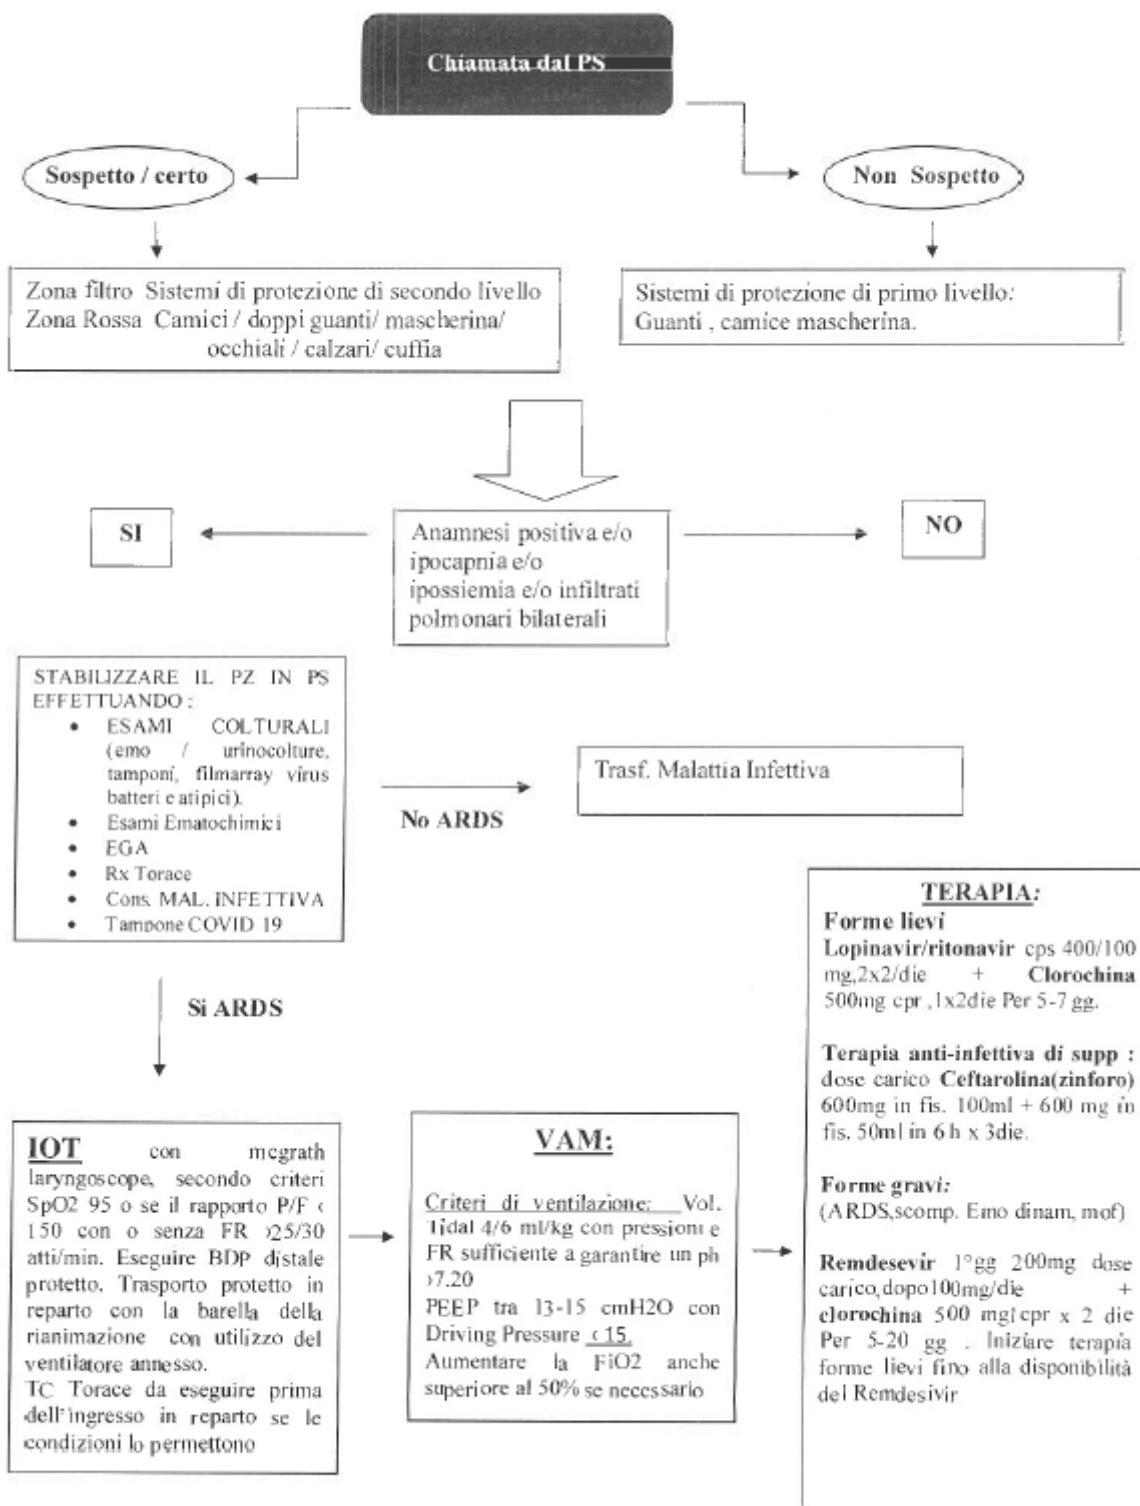 Chiamata dal PS
Sospetto / certo
Non Sospetto
Zona filtro Sistemi di protezione di secondo livello
Zona Rossa Camici / doppi guanti/ mascherina/
occhiali / calzari/ cuffia
Sistemi di protezione di primo livello:
Guanti , camice mascherina.
SI
Anamnesi positiva e/o
ipocapnia e/o
ipossiemia e/o infiltrati
polmonari bilaterali
NO
STABILIZZARE IL PZ IN PS
EFFETTUANDO :
• ESAMI COLTURALI
(emo / urinocolture,
tamponi, filmarray virus
batteri e atipici).
• Esami Ematochimici
• EGA
• Rx Torace
• Cons. MAL. INFETTIVA
• Tampone COVID 19
No ARDS
Trasf. Malattia Infettiva
Si ARDS
IOT con mcgrath
laryngoscope, secondo criteri
SpO2 95 o se il rapporto P/F ‹
150 con o senza FR ›25/30
atti/min. Eseguire BDP distale
protetto. Trasporto protetto in
reparto con la barella della
rianimazione con utilizzo del
ventilatore annesso.
TC Torace da eseguire prima
dell'ingresso in reparto se le
condizioni lo permettono
VAM:
Criteri di ventilazione: Vol.
Tidal 4/6 ml/kg con pressioni e
FR sufficiente a garantire un ph
›7.20
PEEP tra 13-15 cmH2O con
Driving Pressure ‹ 15.
Aumentare la FiO2 anche
superiore al 50% se necessario
TERAPIA:
Forme lievi
Lopinavir/ritonavir cps 400/100
mg,2x2/die + Clorochina
500mg cpr ,1x2die Per 5-7 gg.
Terapia anti-infettiva di supp :
dose carico Ceftarolina(zinforo)
600mg in fis. 100ml + 600 mg in
fis. 50ml in 6 h x 3die.
Forme gravi:
(ARDS,scomp. Emo dinam, mof)
Remdesevir 1°gg 200mg dose
carico,dopo100mg/die +
clorochina 500 mg1cpr x 2 die
Per 5-20 gg . Iniziare terapia
forme lievi fino alla disponibilità
del Remdesivir